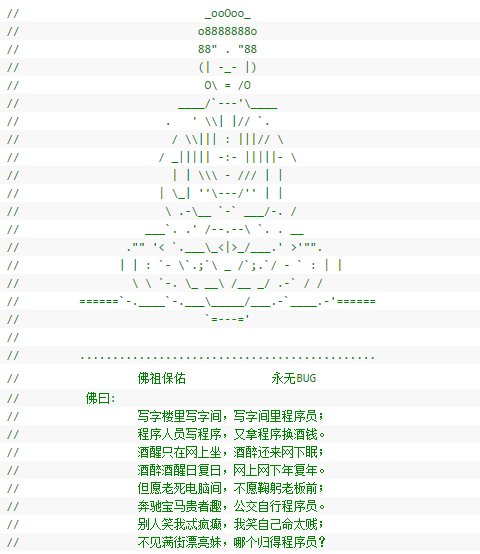 //                            _ooOoo_
//                           o8888888o
//                           88" . "88
//                           (| -_- |)
//                            O\ = /O
//                        ____/`---'\____
//                      .   ' \\| |// `.
//                       / \\||| : |||// \
//                     / _||||| -:- |||||- \
//                       | | \\\ - /// | |
//                     | \_| ''\---/'' | |
//                      \ .-\__ `-` ___/-. /
//                   ___`. .' /--.--\ `. . __
//                ."" '< `.___\_<|>_/___.' >'"".
//               | | : `- \`.;`\ _ /`;.`/ - ` : | |
//                 \ \ `-. \_ __\ /__ _/ .-` / /
//         ======`-.____`-.___\_____/___.-`____.-'======
//                            `=---='
//
//         .............................................
//                  佛祖保佑             永无BUG
//          佛曰:
//                  写字楼里写字间，写字间里程序员；
//                  程序人员写程序，又拿程序换酒钱。
//                  酒醒只在网上坐，酒醉还来网下眠；
//                  酒醉酒醒日复日，网上网下年复年。
//                  但愿老死电脑间，不愿鞠躬老板前；
//                  奔驰宝马贵者趣，公交自行程序员。
//                  别人笑我忒疯癫，我笑自己命太贱；
//                  不见满街漂亮妹，哪个归得程序员？